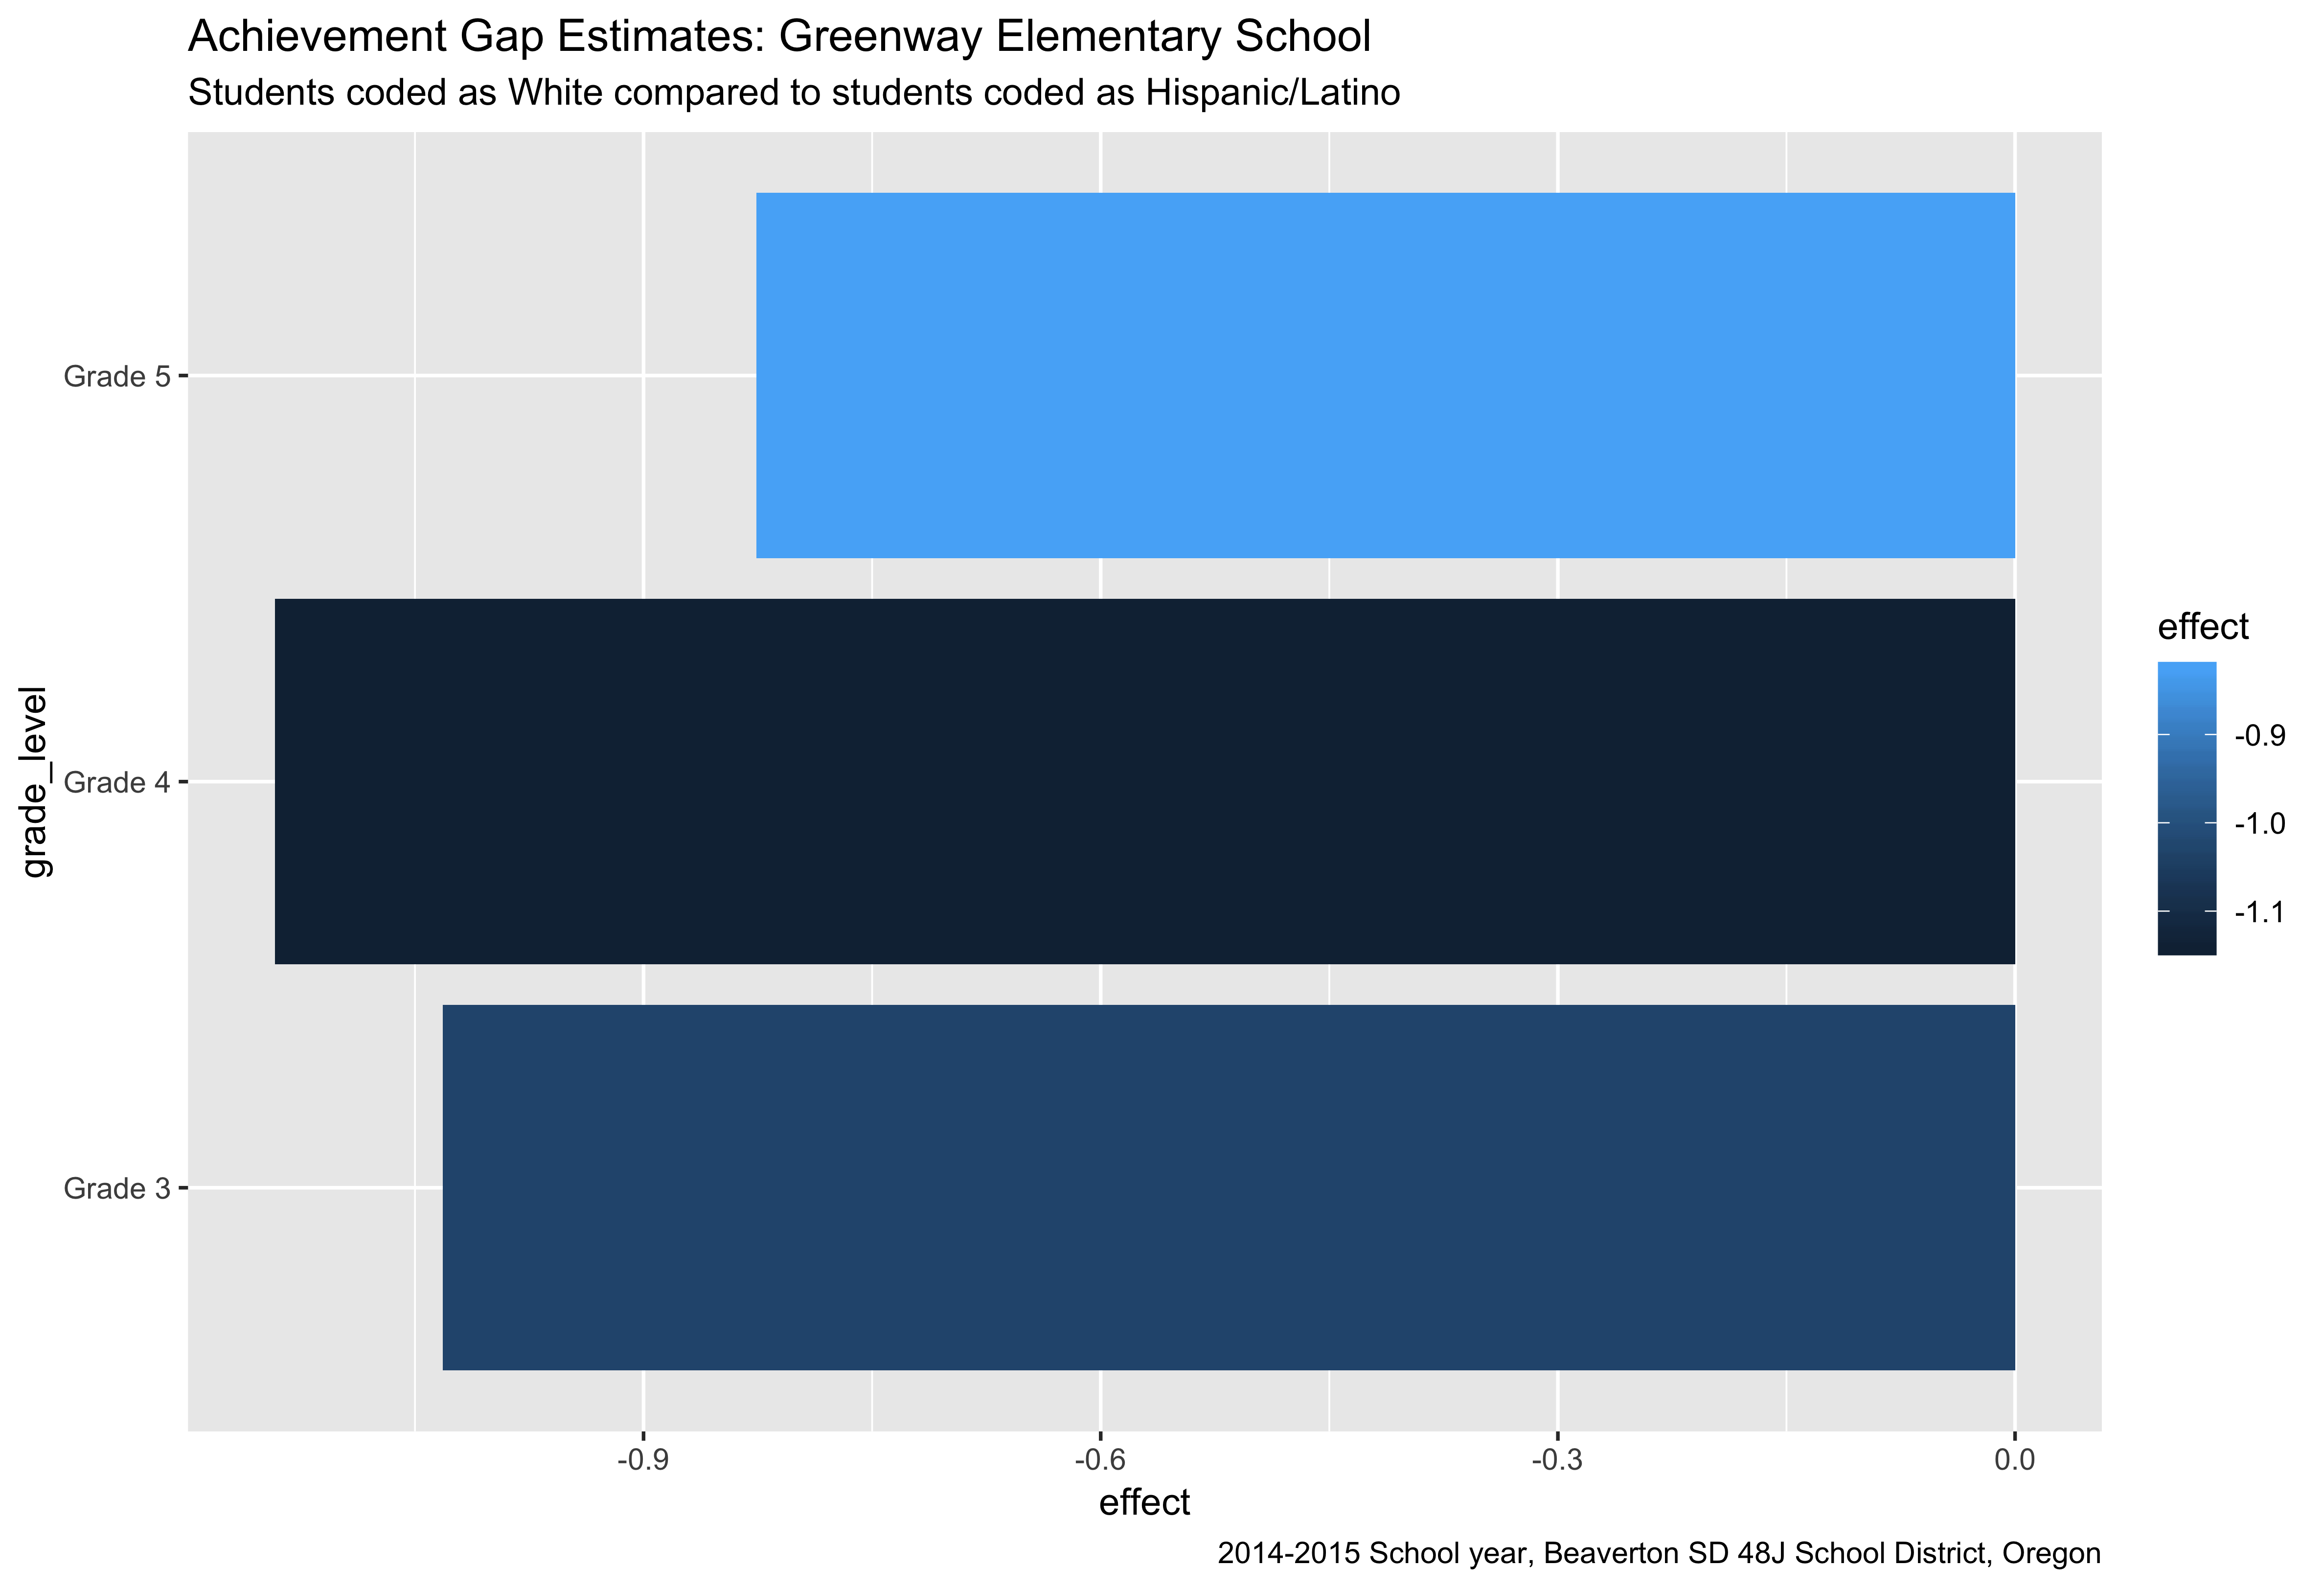 Achievement Gap Estimates: Greenway Elementary School
Students coded as White compared to students coded as Hispanic/Latino
grade_level
Grade 5
Grade 4
Grade 3
-0.9
-0.6
-0.3
0.0
effect
effect
-0.9
-1.0
-1.1
2014-2015 School year, Beaverton SD 48J School District, Oregon